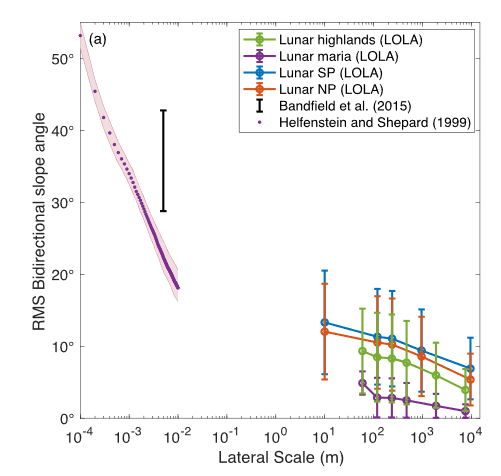 (a)
Lunar highlands (LOLA)
Lunar maria (LOLA)
Lunar SP (LOLA)
Lunar NP (LOLA)
Bandfield et al. (2015)
Helfenstein and Shepard (1999)
RMS Bidirectional slope angle
50°
40°
30°
20°
10°
0°
10⁻⁴ 10⁻³ 10⁻² 10⁻¹ 10⁰ 10¹ 10² 10³ 10⁴
Lateral Scale (m)